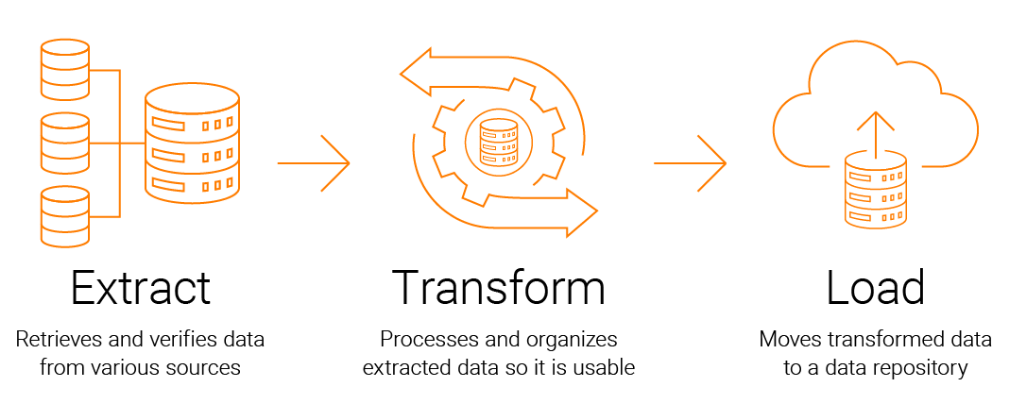 Extract
Retrieves and verifies data
from various sources
Transform
Processes and organizes
extracted data so it is usable
Load
Moves transformed data
to a data repository